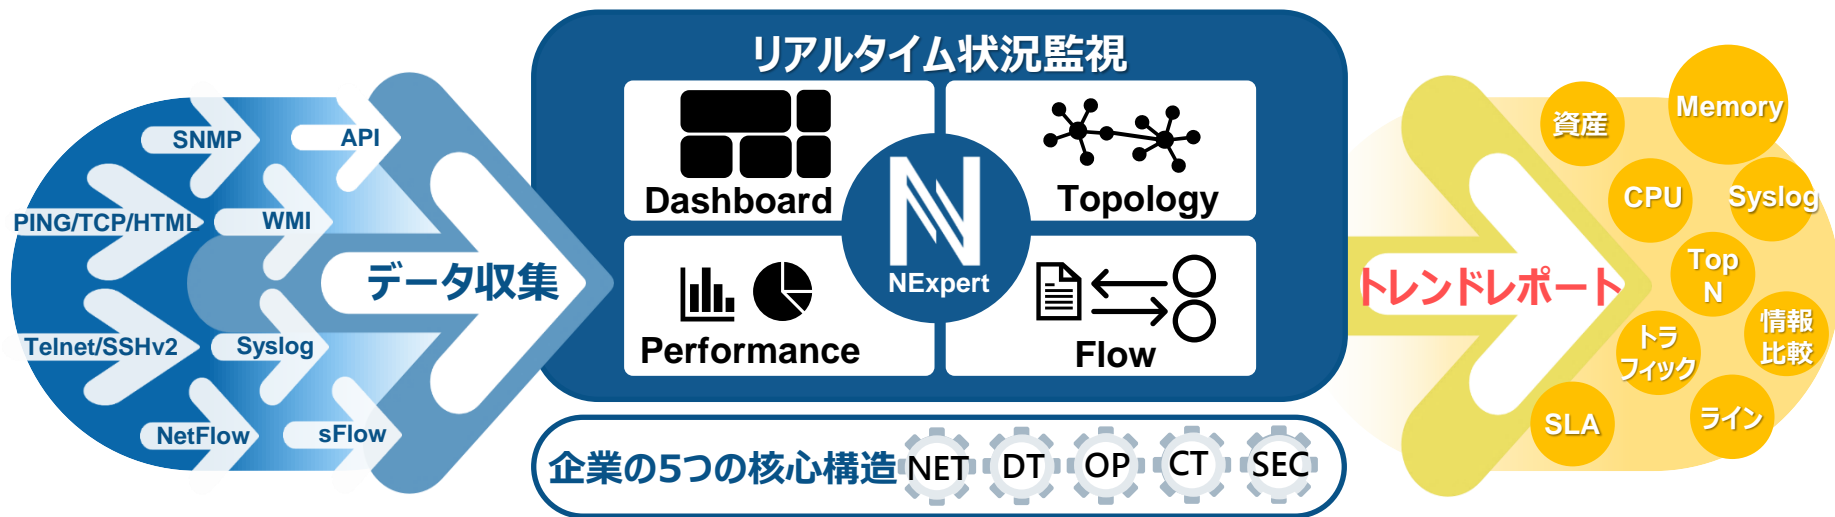 SNMP
API
PING/TCP/HTML
WMI
データ収集
Telnet/SSHv2
Syslog
NetFlow
sFlow
リアルタイム状況監視
Dashboard
Topology
NExpert
Performance
Flow
企業の5つの核心構造
NET
DT
OP
CT
SEC
トレンドレポート
資産
Memory
CPU
Syslog
Top
N
トラ
フィック
情報
比較
SLA
ライン